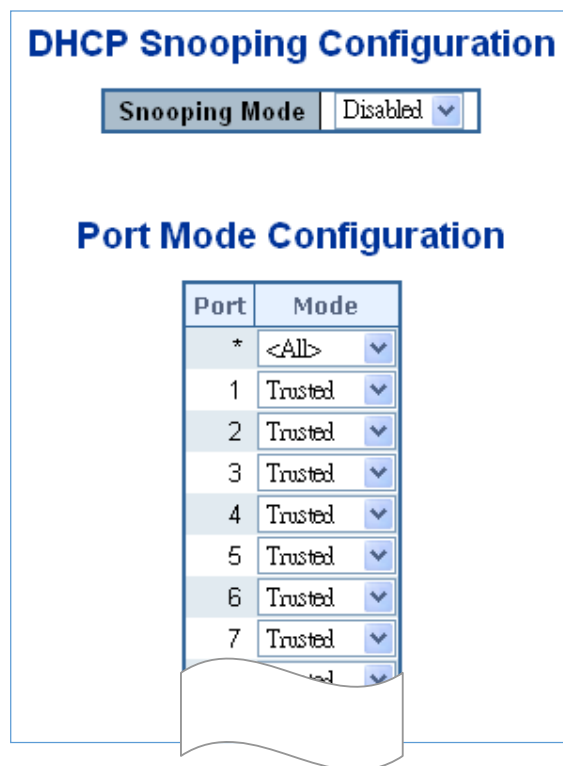 DHCP Snooping Configuration
Snooping Mode Disabled
Port Mode Configuration
Port Mode
* <All>
1 Trusted
2 Trusted
3 Trusted
4 Trusted
5 Trusted
6 Trusted
7 Trusted